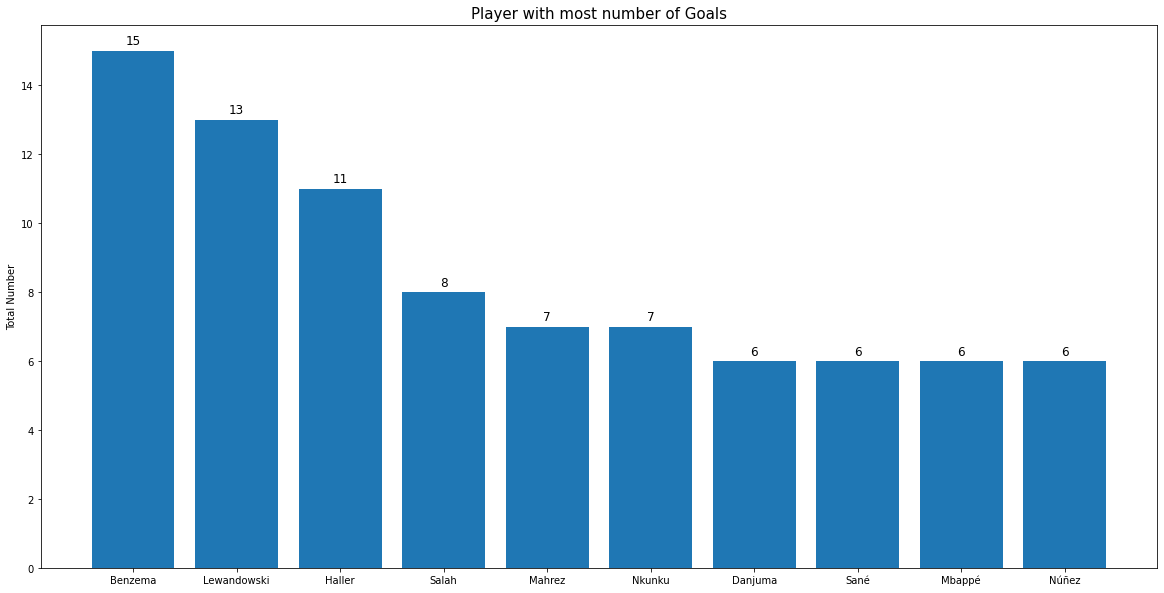 Player with most number of Goals
Total Number
14
12
10
8
6
4
2
0
15
13
11
8
7
7
6
6
6
6
Benzema
Lewandowski
Haller
Salah
Mahrez
Nkunku
Danjuma
Sané
Mbappé
Núñez